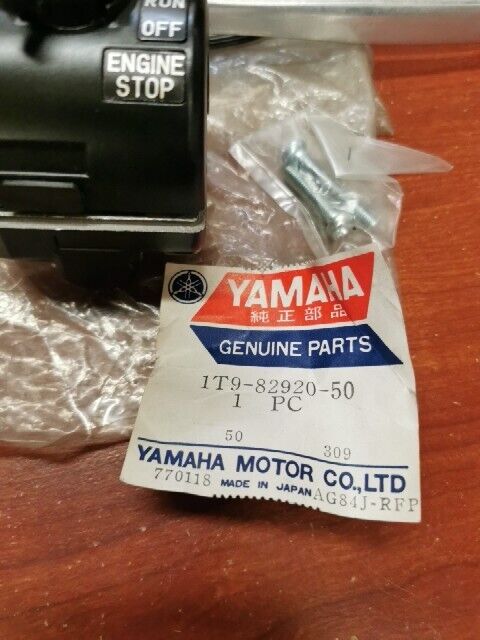 RUN
OFF
ENGINE
STOP
YAMAHA
純正部品
GENUINE PARTS
1T9-82920-50
1 PC
50 309
YAMAHA MOTOR CO.,LTD
770118 MADE IN JAPAN AG84J-RFP